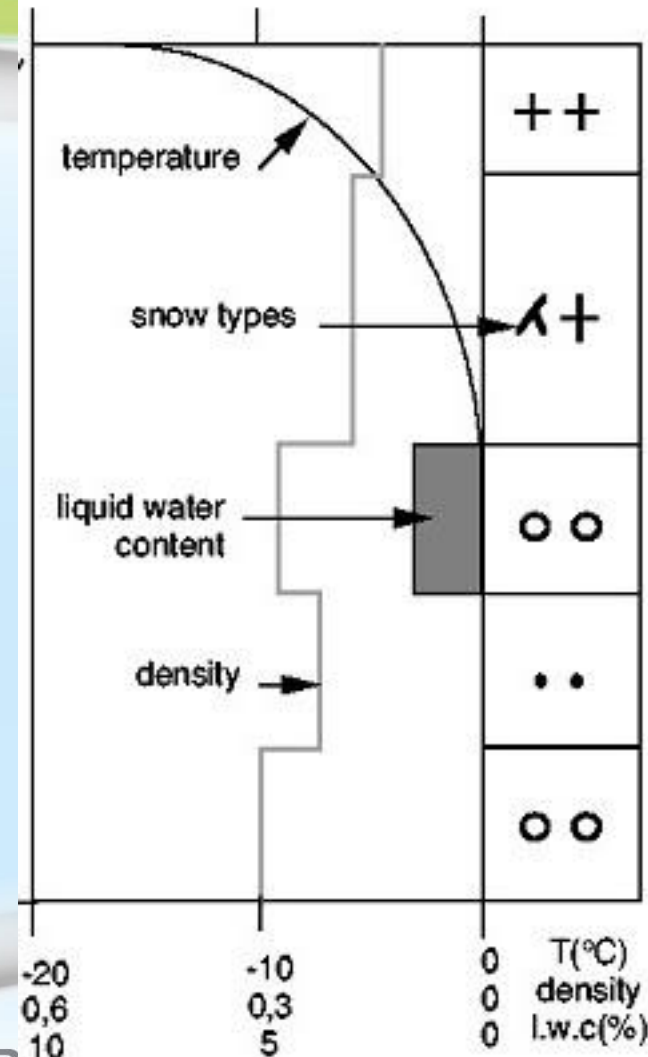 temperature
snow types
liquid water
content
density
++
+
o o
• •
o o
-20 -10 0 T(°C)
0,6 0,3 0 density
10 5 0 l.w.c(%)